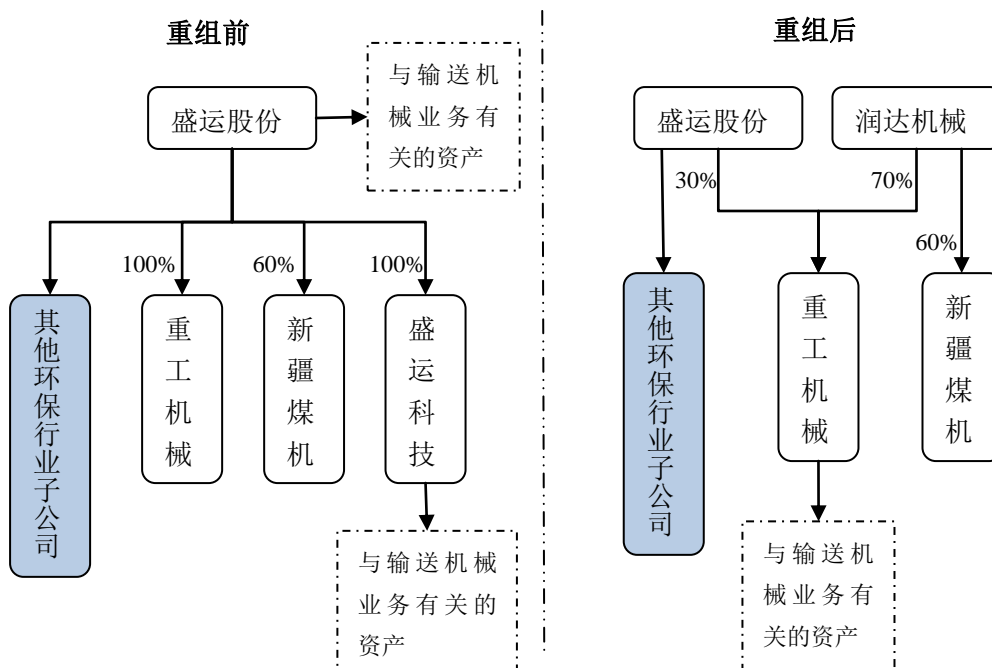 重组前
与输送机
械业务有
关的资产
盛运股份
100%
60%
100%
其他环保行业子公司
重工机械
新疆煤机
盛运科技
与输送机械
业务有关的
资产
重组后
盛运股份
润达机械
30%
70%
60%
其他环保行业子公司
重工机械
新疆煤机
与输送机
械业务有
关的资产